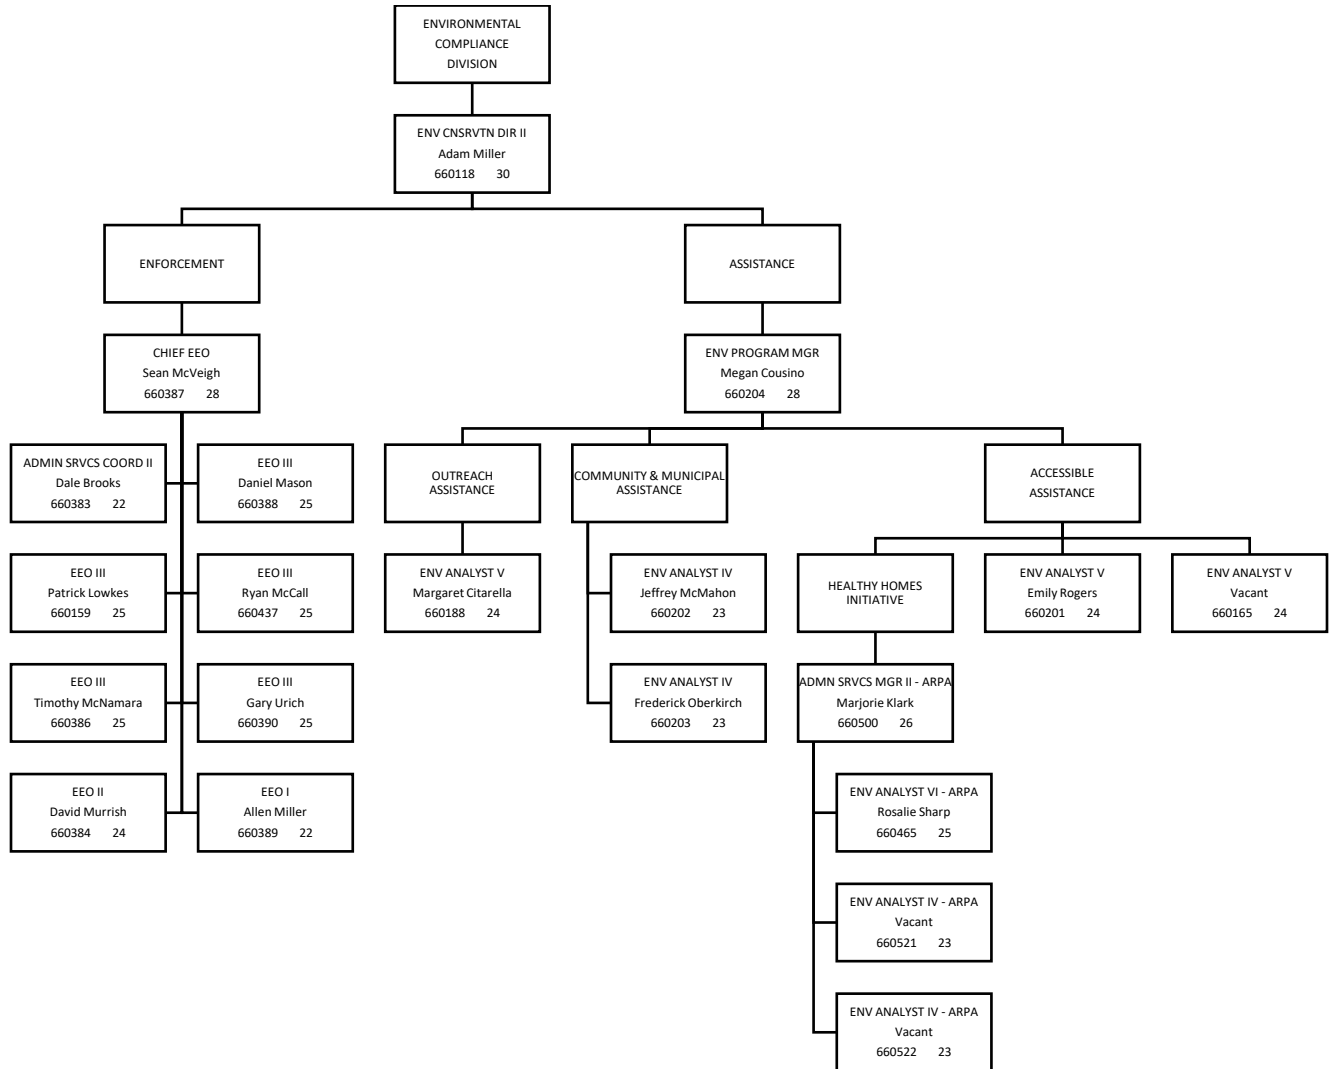 ENVIRONMENTAL
COMPLIANCE
DIVISION
ENV CNSRVTN DIR II
Adam Miller
660118 30
ENFORCEMENT
ASSISTANCE
CHIEF EEO
Sean McVeigh
660387 28
ENV PROGRAM MGR
Megan Cousino
660204 28
ADMIN SRVCS COORD II
Dale Brooks
660383 22
EEO III
Daniel Mason
660388 25
EEO III
Patrick Lowkes
660159 25
EEO III
Ryan McCall
660437 25
EEO III
Timothy McNamara
660386 25
EEO III
Gary Urich
660390 25
EEO II
David Murrish
660384 24
EEO I
Allen Miller
660389 22
OUTREACH
ASSISTANCE
ENV ANALYST V
Margaret Citarella
660188 24
COMMUNITY & MUNICIPAL
ASSISTANCE
ENV ANALYST IV
Jeffrey McMahon
660202 23
ENV ANALYST IV
Frederick Oberkirch
660203 23
ACCESSIBLE
ASSISTANCE
HEALTHY HOMES
INITIATIVE
ENV ANALYST V
Emily Rogers
660201 24
ENV ANALYST V
Vacant
660165 24
ADMN SRVCS MGR II - ARPA
Marjorie Klark
660500 26
ENV ANALYST VI - ARPA
Rosalie Sharp
660465 25
ENV ANALYST IV - ARPA
Vacant
660521 23
ENV ANALYST IV - ARPA
Vacant
660522 23